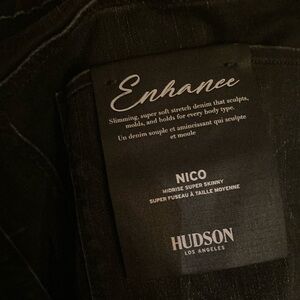 Enhance
Slimming, super soft stretch denim that sculpts,
molds, and holds for every body type.
Un denim souple et amincissant qui sculpte
et moule
NICO
MIDRISE SUPER SKINNY
SUPER FUSEAU À TAILLE MOYENNE
HUDSON
LOS ANGELES